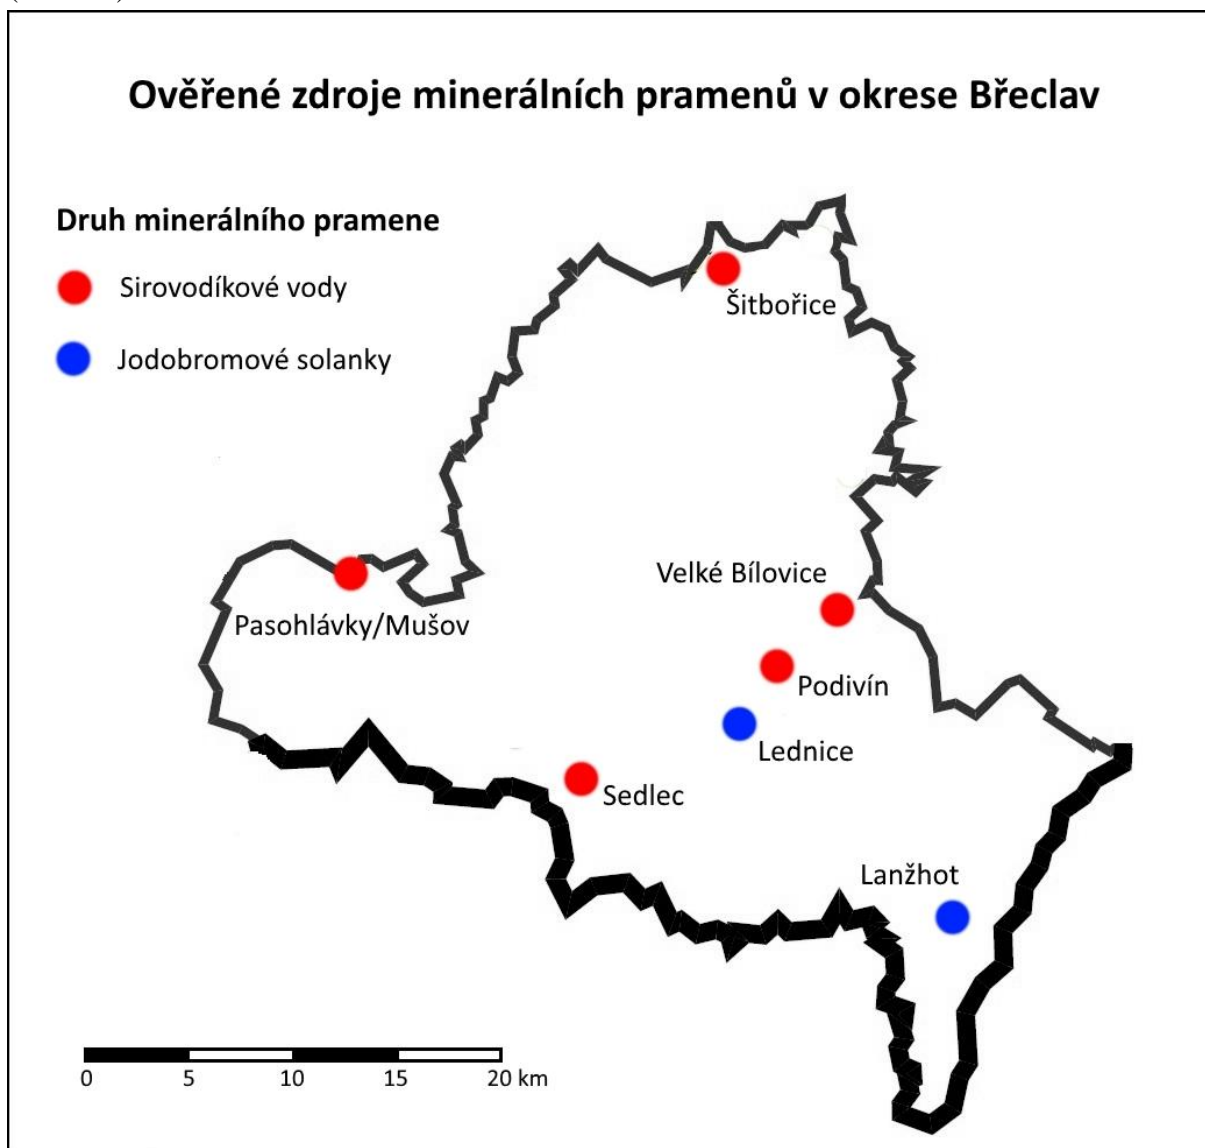 Ověřené zdroje minerálních pramenů v okrese Břeclav
Druh minerálního pramene
Sirovodíkové vody
Jodobromové solanky
Šitbořice
Velké Bílovice
Pasohlávky/Mušov
Podivín
Lednice
Sedlec
Lanžhot
0 5 10 15 20 km